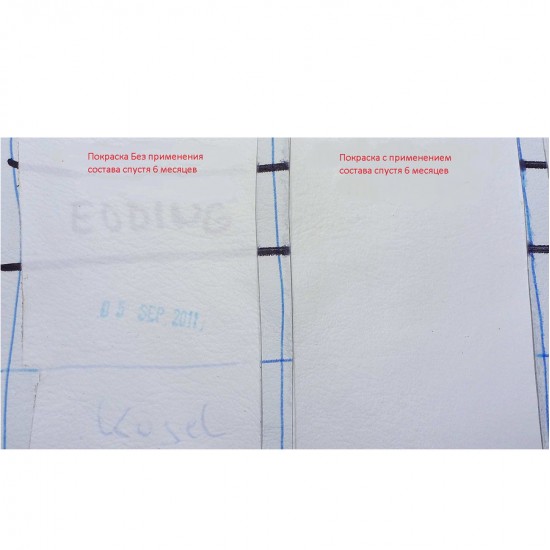 Покраска Без применения
состава спустя 6 месяцев
Покраска с применением
состава спустя 6 месяцев
EDDING
05 SEP 2011